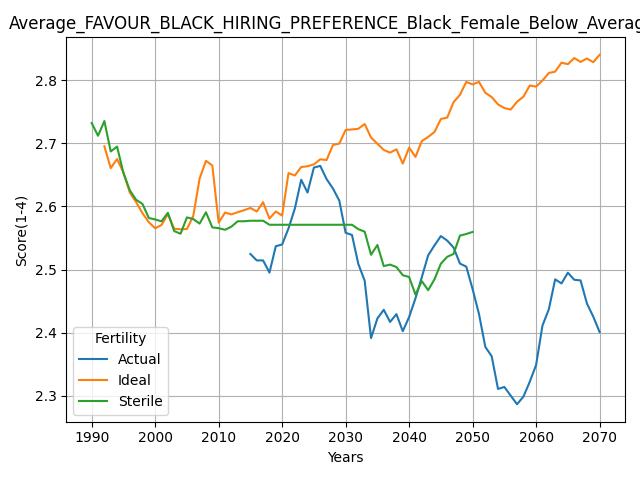 Average_FAVOUR_BLACK_HIRING_PREFERENCE_Black_Female_Below_Averag
Score(1-4)
2.8
2.7
2.6
2.5
2.4
2.3
Fertility
Actual
Ideal
Sterile
1990 2000 2010 2020 2030 2040 2050 2060 2070
Years